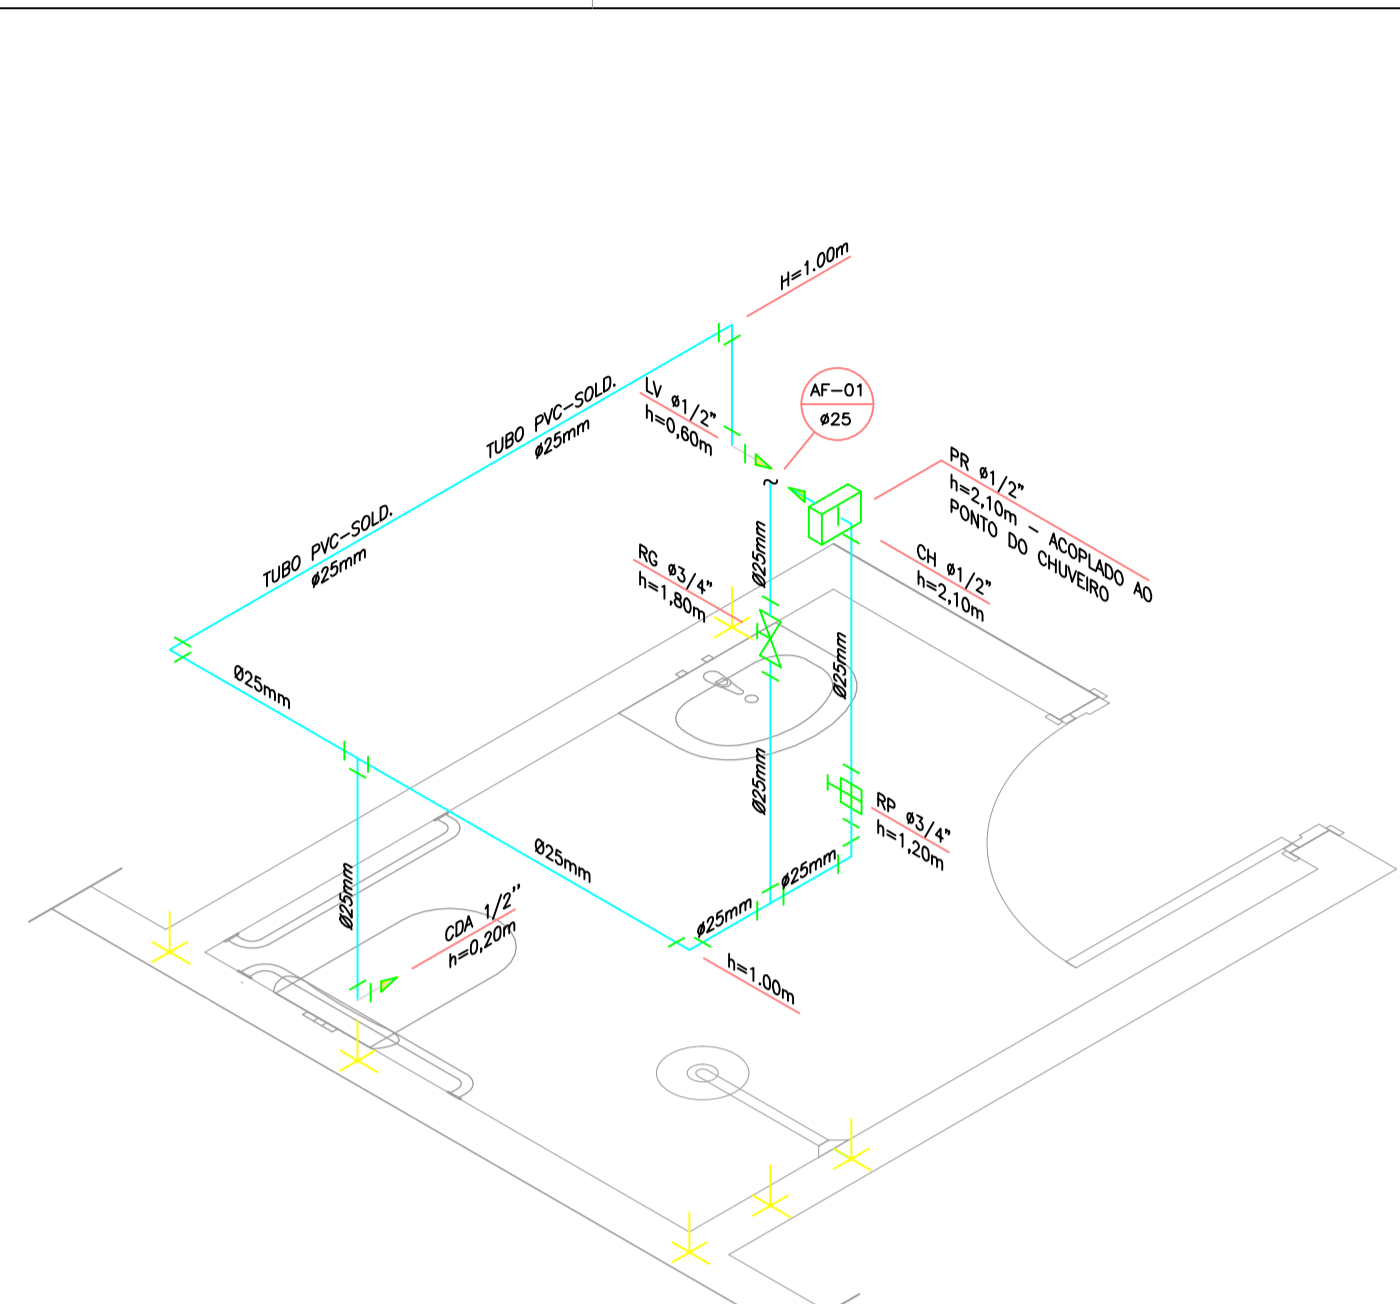 H=1.00m
TUBO PVC-SOLD.
ø25mm
LV ø1/2"
h=0,60m
AF-01
ø25
PR ø1/2"
h=2,10m - ACOPLADO AO
PONTO DO CHUVEIRO
TUBO PVC-SOLD.
ø25mm
RG ø3/4"
h=1,80m
Ø25mm
CH ø1/2"
h=2,10m
Ø25mm
Ø25mm
Ø25mm
RP ø3/4"
h=1,20m
Ø25mm
Ø25mm
ø25mm
ø25mm
CDA 1/2''
h=0,20m
h=1.00m